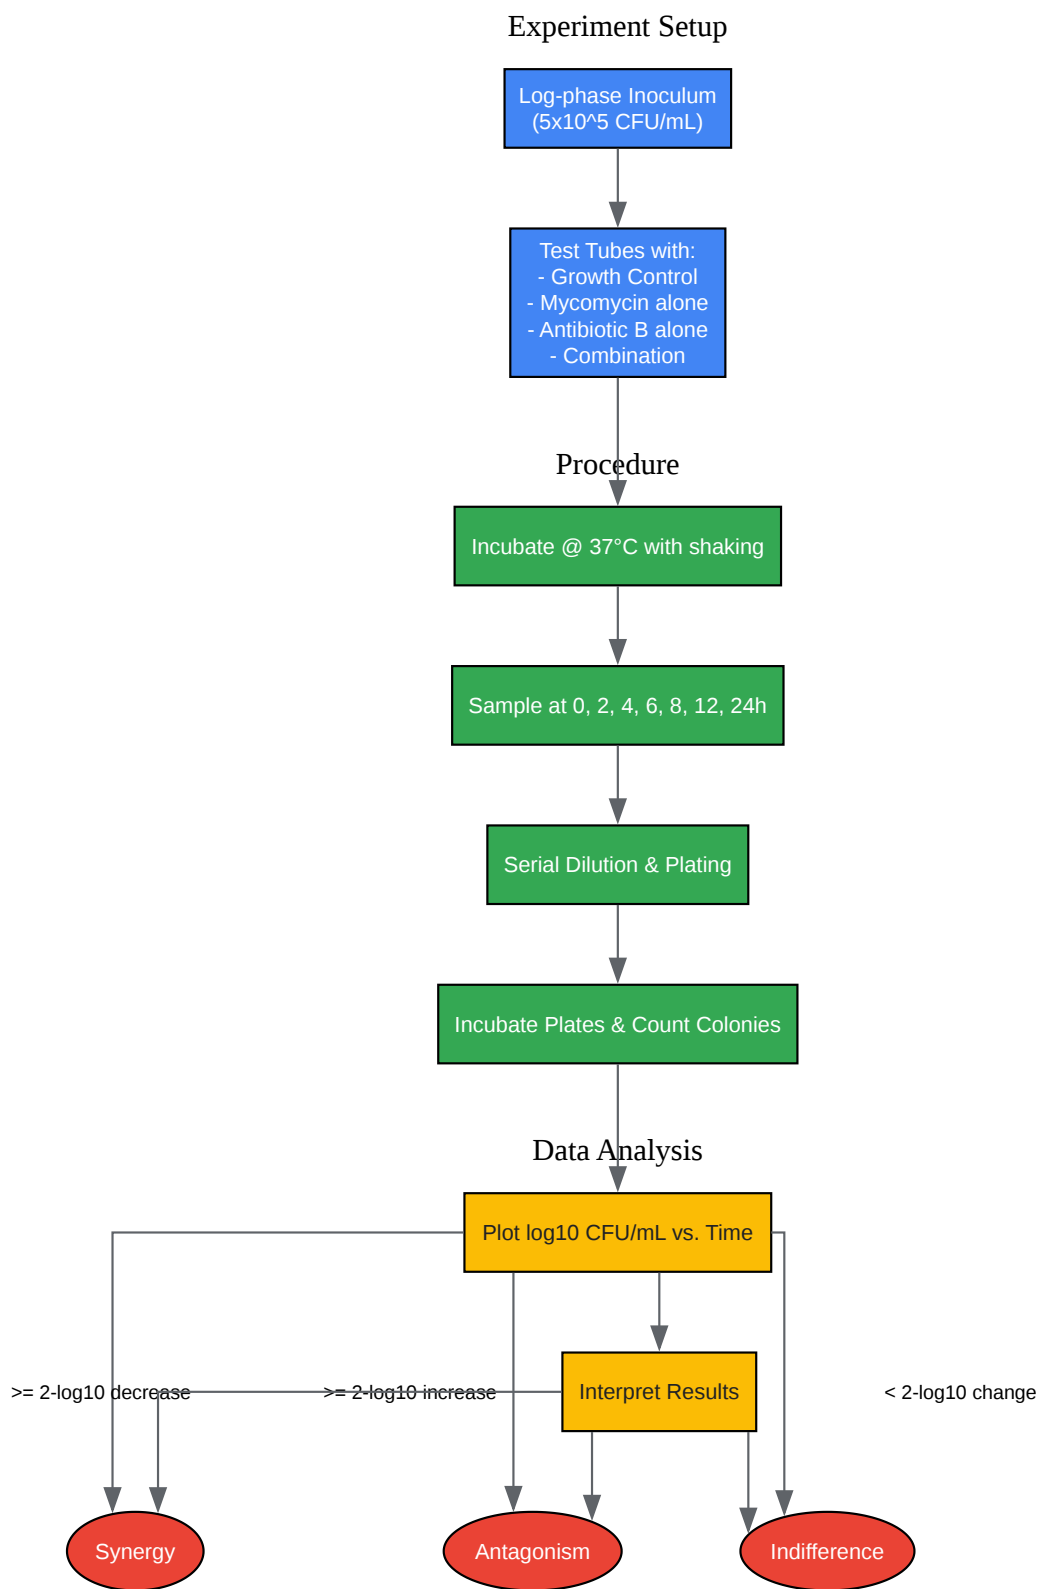 Experiment Setup
Log-phase Inoculum
(5x10^5 CFU/mL)
Test Tubes with:
- Growth Control
- Mycomycin alone
- Antibiotic B alone
- Combination
Procedure
Incubate @ 37°C with shaking
Sample at 0, 2, 4, 6, 8, 12, 24h
Serial Dilution & Plating
Incubate Plates & Count Colonies
Data Analysis
Plot log10 CFU/mL vs. Time
>= 2-log10 decrease
>= 2-log10 increase
Interpret Results
< 2-log10 change
Synergy
Antagonism
Indifference